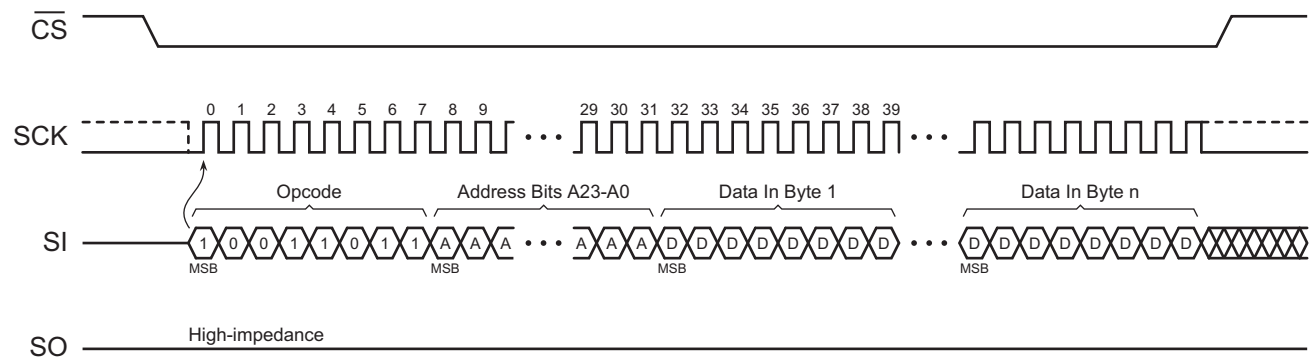 CS
SCK 0 1 2 3 4 5 6 7 8 9 29 30 31 32 33 34 35 36 37 38 39
Opcode Address Bits A23-A0 Data In Byte 1 Data In Byte n
SI 1 0 0 1 1 0 1 1 A A A A A A D D D D D D D D D D D D D D D D
MSB MSB MSB MSB
High-impedance
SO